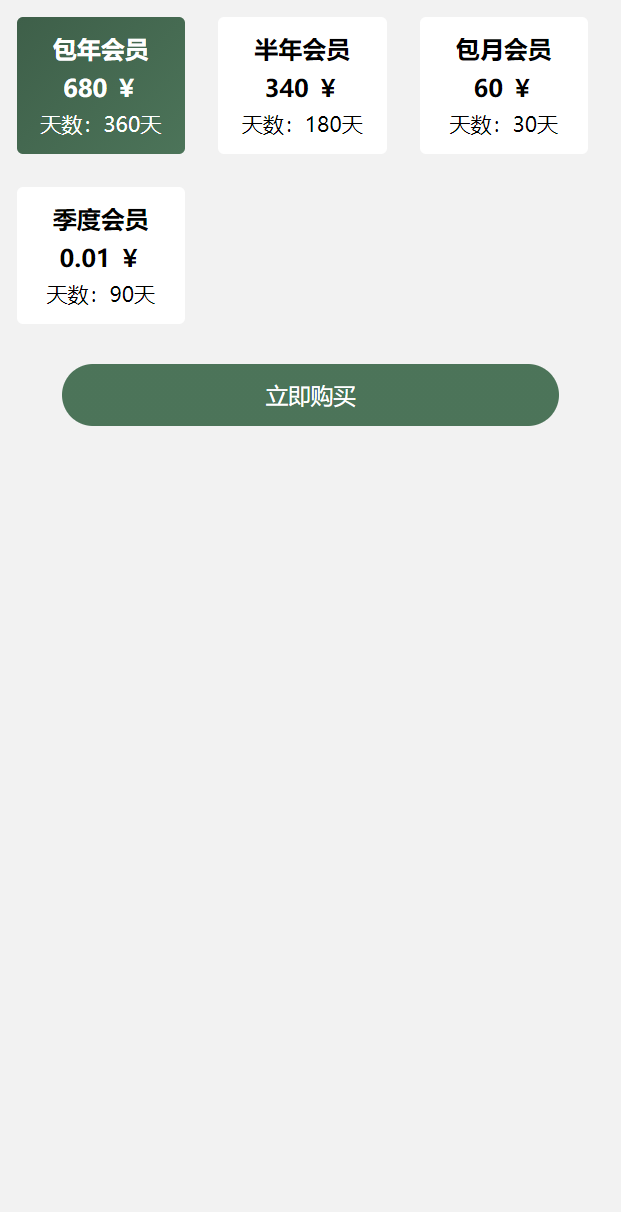 包年会员
680 ¥
天数：360天
半年会员
340 ¥
天数：180天
包月会员
60 ¥
天数：30天
季度会员
0.01 ¥
天数：90天
立即购买